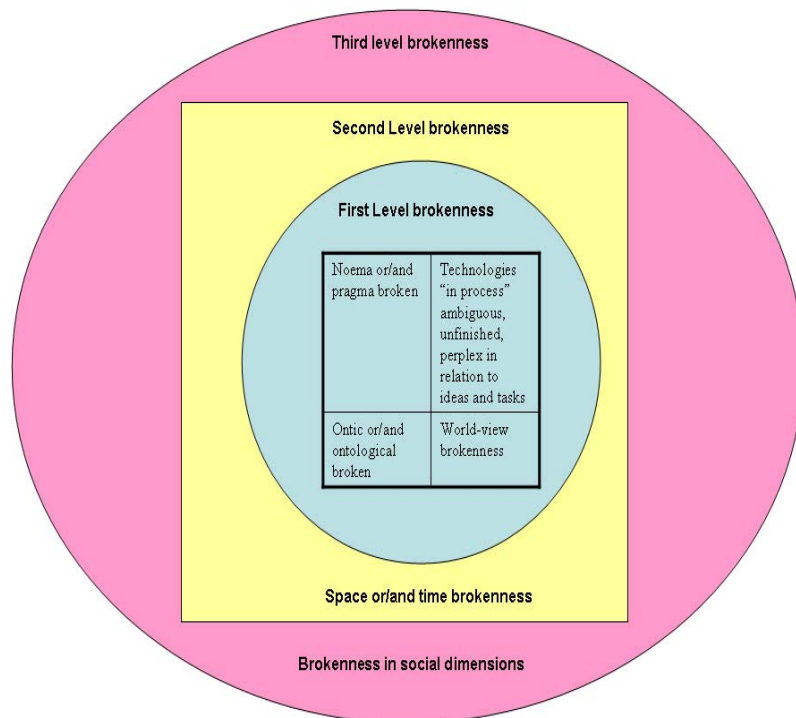 Third level brokenness
Second Level brokenness
First Level brokenness
Noema or/and
pragma broken
Technologies
“in process”
ambiguous,
unfinished,
perplex in
relation to
ideas and tasks
Ontic or/and
ontological
broken
World-view
brokenness
Space or/and time brokenness
Brokenness in social dimensions